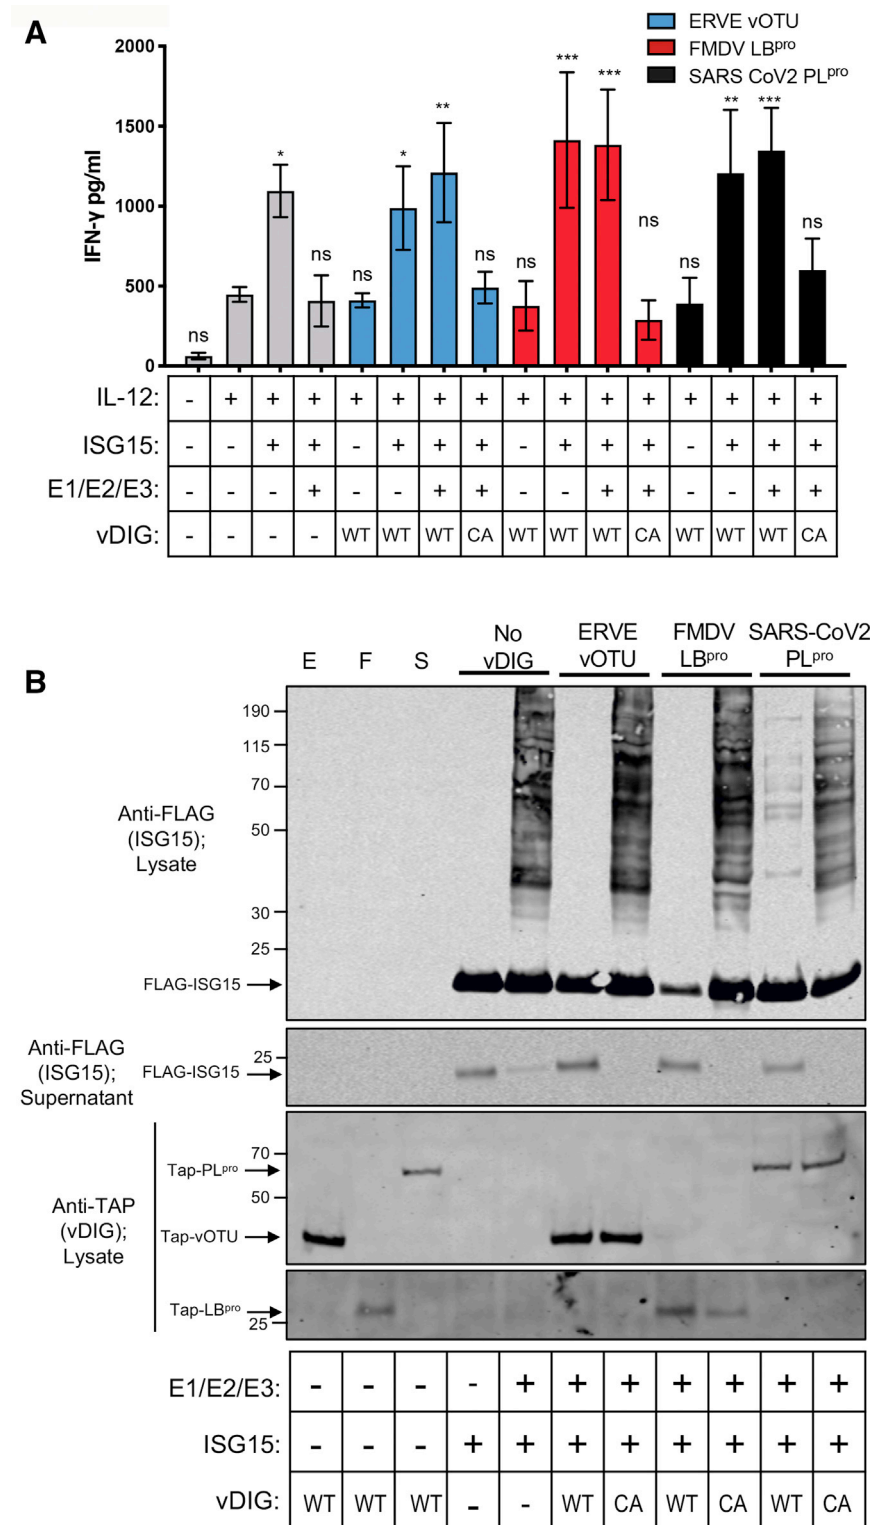 A
ERVE vOTU
FMDV LBpro
SARS CoV2 PLpro
2000
1500
1000
500
0
IFN-γ pg/ml
ns
*
ns
ns
*
**
ns
ns
***
***
ns
ns
**
***
ns
IL-12: - + + + + + + + + + + + + + + +
ISG15: - - + + - + + + - + + + - + + +
E1/E2/E3: - - - + - - + + - - + + - - + +
vDIG: - - - - WT WT WT CA WT WT WT CA WT WT WT CA
B
E F S
No vDIG
ERVE vOTU
FMDV LBpro
SARS-CoV2 PLpro
Anti-FLAG
(ISG15);
Lysate
190
115
70
50
30
25
FLAG-ISG15
Anti-FLAG
(ISG15);
Supernatant
25
FLAG-ISG15
Anti-TAP
(vDIG);
Lysate
70
Tap-PLpro
50
Tap-vOTU
Tap-LBpro
25
E1/E2/E3: - - - - + + + + + + +
ISG15: - - - + + + + + + + +
vDIG: WT WT WT - - WT CA WT CA WT CA